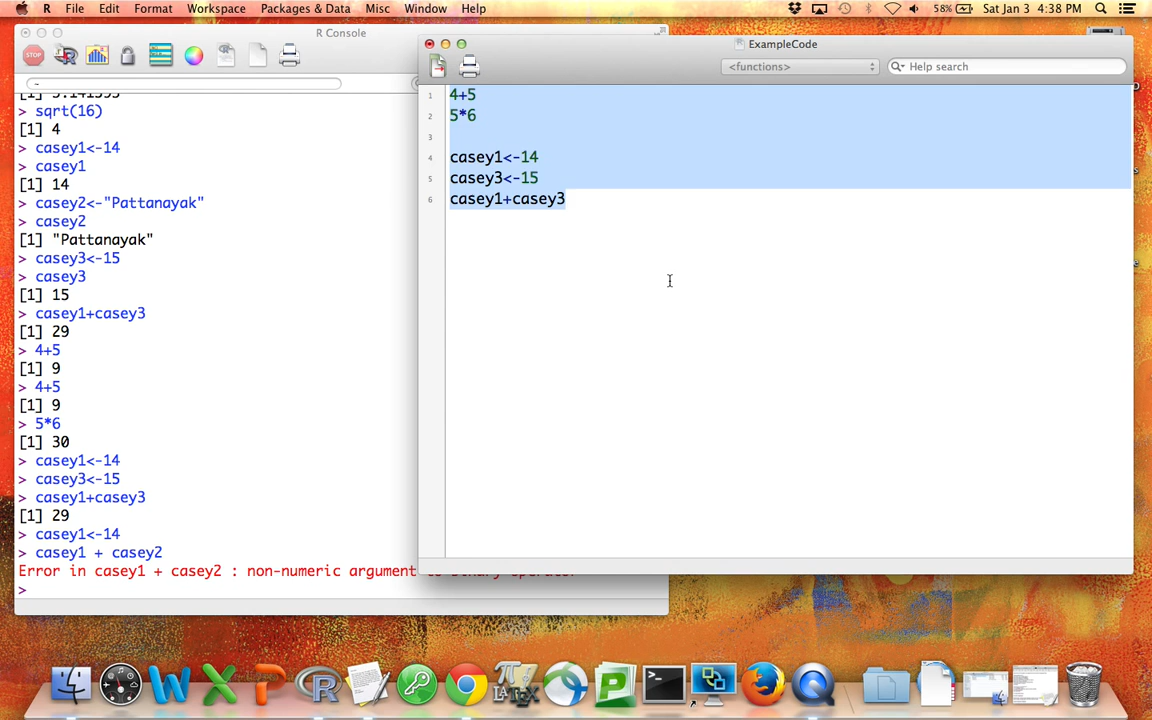 R File Edit Format Workspace Packages & Data Misc Window Help 58% Sat Jan 3 4:38 PM
R Console
STOP
~
> sqrt(16)
[1] 4
> casey1<-14
> casey1
[1] 14
> casey2<-"Pattanayak"
> casey2
[1] "Pattanayak"
> casey3<-15
> casey3
[1] 15
> casey1+casey3
[1] 29
> 4+5
[1] 9
> 4+5
[1] 9
> 5*6
[1] 30
> casey1<-14
> casey3<-15
> casey1+casey3
[1] 29
> casey1<-14
> casey1 + casey2
Error in casey1 + casey2 : non-numeric argument
>
ExampleCode
<functions> Help search
1 4+5
2 5*6
3
4 casey1<-14
5 casey3<-15
6 casey1+casey3